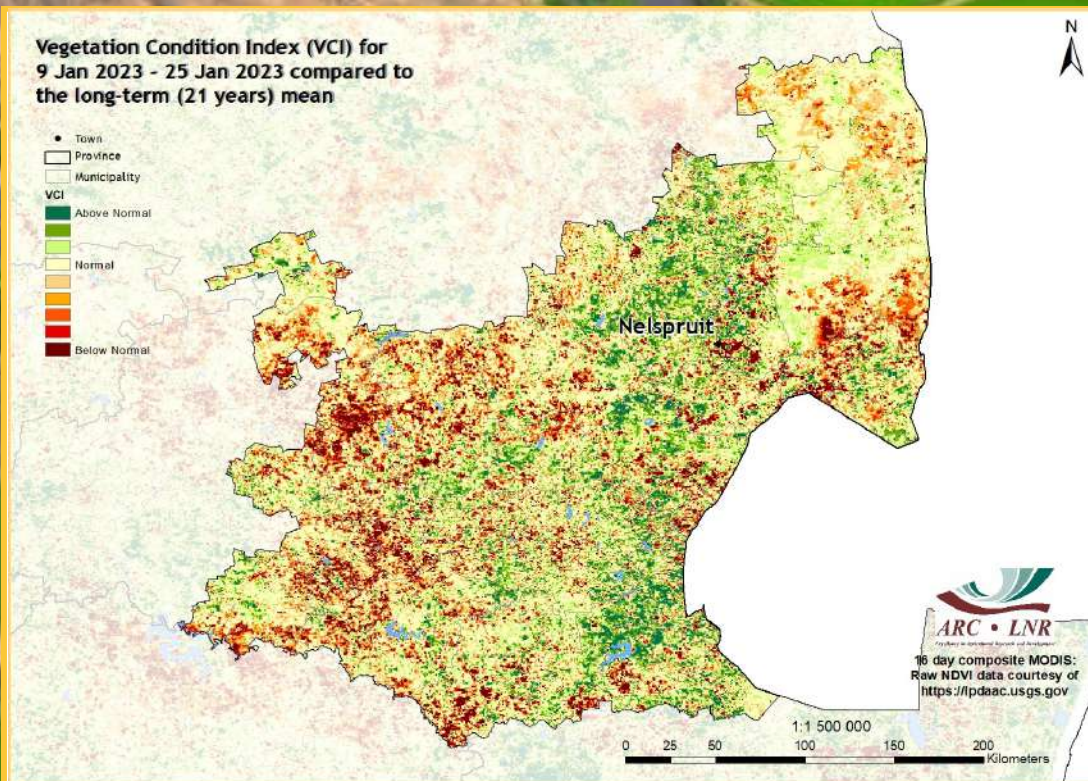 Vegetation Condition Index (VCI) for
9 Jan 2023 - 25 Jan 2023 compared to
the long-term (21 years) mean
N
Town
Province
Municipality
VCI
Above Normal
Normal
Below Normal
Nelspruit
ARC • LNR
16 day composite MODIS:
Raw NDVI data courtesy of
https://lpdaac.usgs.gov
1:1 500 000
0 25 50 100 150 200
Kilometers